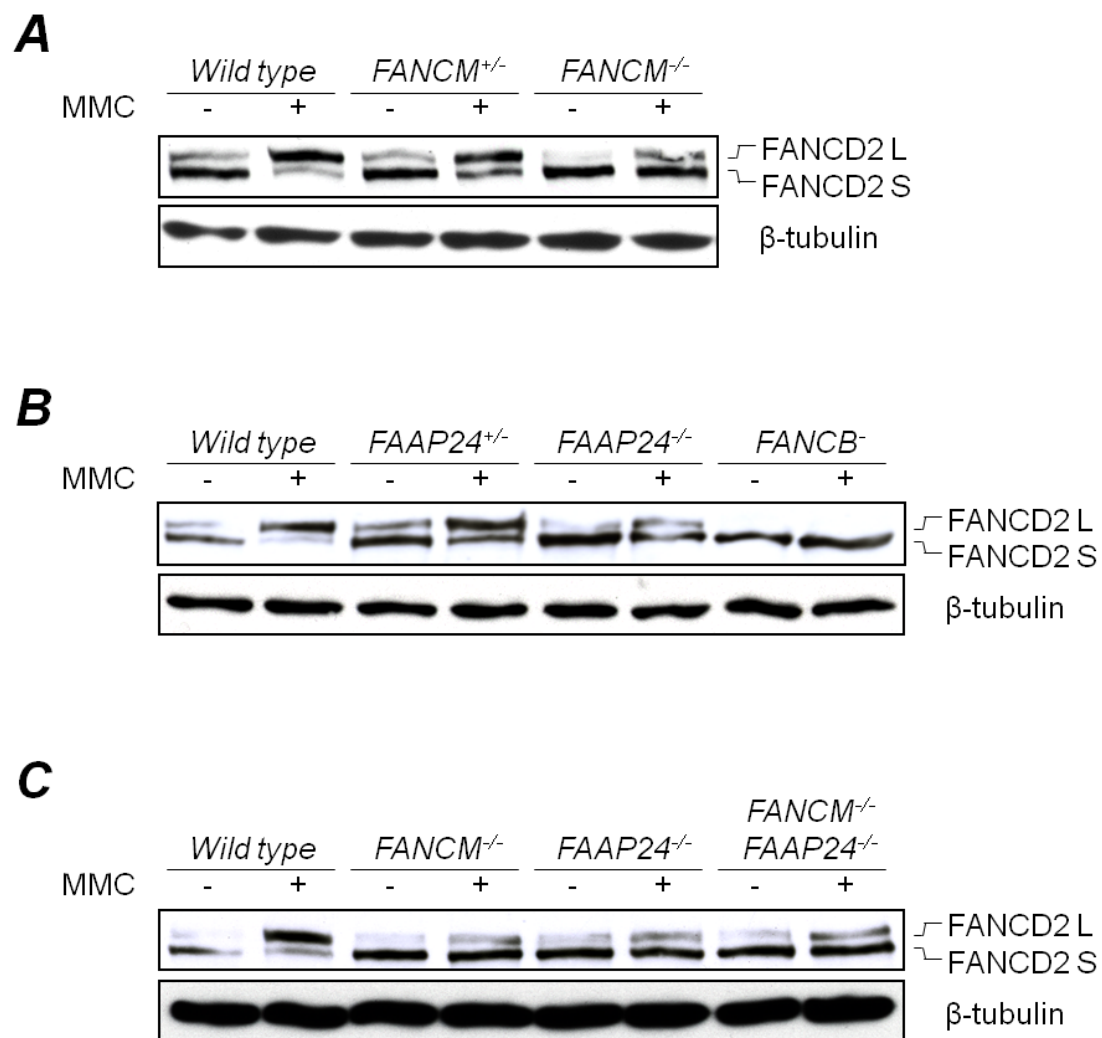 A
Wild type FANCM+/- FANCM-/-
MMC - + - + - +
FANCD2 L
FANCD2 S
β-tubulin
B
Wild type FAAP24+/- FAAP24-/- FANCB-
MMC - + - + - + - +
FANCD2 L
FANCD2 S
β-tubulin
C
FANCM-/-
Wild type FANCM-/- FAAP24-/- FAAP24-/-
MMC - + - + - + - +
FANCD2 L
FANCD2 S
β-tubulin